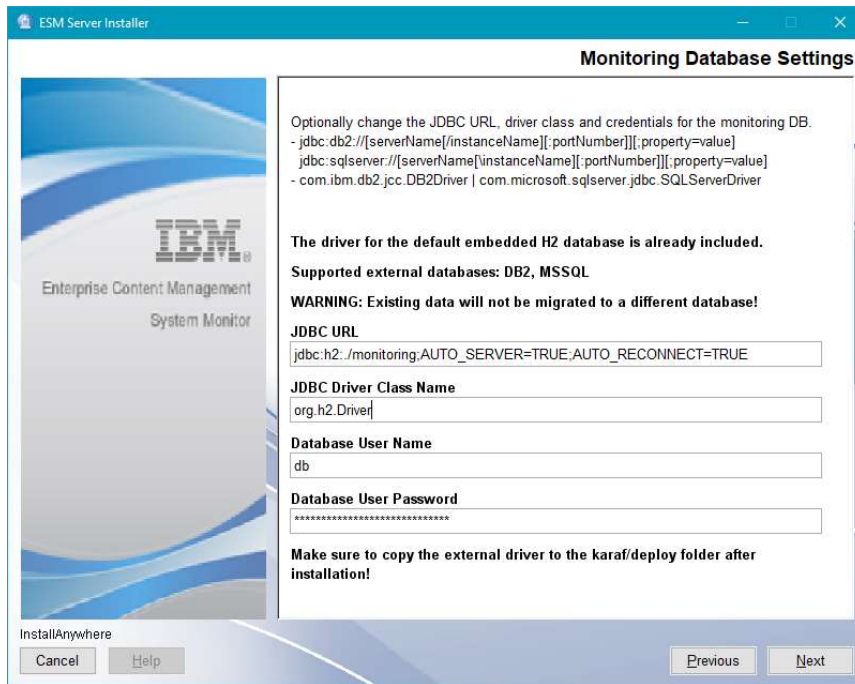 ESM Server Installer
Monitoring Database Settings
IBM®
Enterprise Content Management
System Monitor
Optionally change the JDBC URL, driver class and credentials for the monitoring DB.
- jdbc:db2://[serverName[/instanceName][:portNumber]][;property=value]
jdbc:sqlserver://[serverName[\instanceName][:portNumber]][;property=value]
- com.ibm.db2.jcc.DB2Driver | com.microsoft.sqlserver.jdbc.SQLServerDriver
The driver for the default embedded H2 database is already included.
Supported external databases: DB2, MSSQL
WARNING: Existing data will not be migrated to a different database!
JDBC URL
jdbc:h2:./monitoring;AUTO_SERVER=TRUE;AUTO_RECONNECT=TRUE
JDBC Driver Class Name
org.h2.Driver
Database User Name
db
Database User Password
*****************************
Make sure to copy the external driver to the karaf/deploy folder after
installation!
InstallAnywhere
Cancel
Help
Previous
Next